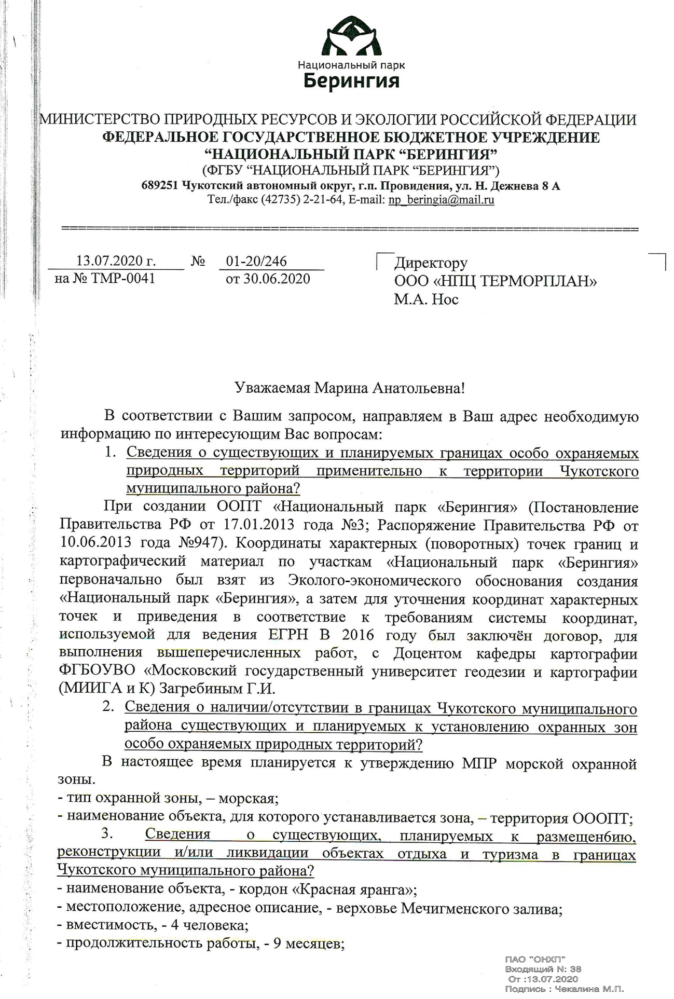 Национальный парк
Берингия
МИНИСТЕРСТВО ПРИРОДНЫХ РЕСУРСОВ И ЭКОЛОГИИ РОССИЙСКОЙ ФЕДЕРАЦИИ
ФЕДЕРАЛЬНОЕ ГОСУДАРСТВЕННОЕ БЮДЖЕТНОЕ УЧРЕЖДЕНИЕ
“НАЦИОНАЛЬНЫЙ ПАРК “БЕРИНГИЯ”
(ФГБУ “НАЦИОНАЛЬНЫЙ ПАРК “БЕРИНГИЯ”)
689251 Чукотский автономный округ, г.п. Провидения, ул. Н. Дежнева 8 А
Тел./факс (42735) 2-21-64, E-mail: np_beringia@mail.ru
13.07.2020 г. № 01-20/246
на № ТМР-0041 от 30.06.2020
Директору
ООО «НПЦ ТЕРМОРПЛАН»
М.А. Нос
Уважаемая Марина Анатольевна!
В соответствии с Вашим запросом, направляем в Ваш адрес необходимую
информацию по интересующим Вас вопросам:
1. Сведения о существующих и планируемых границах особо охраняемых
природных территорий применительно к территории Чукотского
муниципального района?
При создании ООПТ «Национальный парк «Берингия» (Постановление
Правительства РФ от 17.01.2013 года №3; Распоряжение Правительства РФ от
10.06.2013 года №947). Координаты характерных (поворотных) точек границ и
картографический материал по участкам «Национальный парк «Берингия»
первоначально был взят из Эколого-экономического обоснования создания
«Национальный парк «Берингия», а затем для уточнения координат характерных
точек и приведения в соответствие к требованиям системы координат,
используемой для ведения ЕГРН В 2016 году был заключён договор, для
выполнения вышеперечисленных работ, с Доцентом кафедры картографии
ФГБОУВО «Московский государственный университет геодезии и картографии
(МИИГА и К) Загребиным Г.И.
2. Сведения о наличии/отсутствии в границах Чукотского муниципального
района существующих и планируемых к установлению охранных зон
особо охраняемых природных территорий?
В настоящее время планируется к утверждению МПР морской охранной
зоны.
- тип охранной зоны, – морская;
- наименование объекта, для которого устанавливается зона, – территория ОООПТ;
3. Сведения о существующих, планируемых к размещен6ию,
реконструкции и/или ликвидации объектах отдыха и туризма в границах
Чукотского муниципального района?
- наименование объекта, - кордон «Красная яранга»;
- местоположение, адресное описание, - верховье Мечигменского залива;
- вместимость, - 4 человека;
- продолжительность работы, - 9 месяцев;
ПАО "ОНХП"
Входящий N: 38
От :13.07.2020
Подпись : Чекалина М.П.